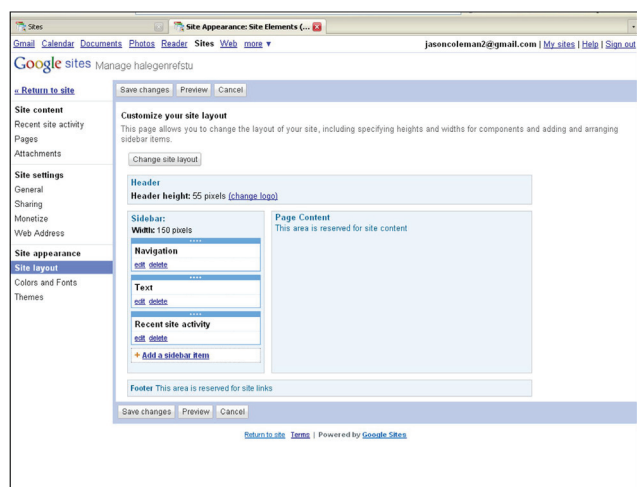 Sites
Site Appearance: Site Elements (...
Gmail Calendar Documents Photos Reader Sites Web more ▼
jasoncoleman2@gmail.com | My sites | Help | Sign out
Google sites Manage halegenrefstu
« Return to site
Save changes Preview Cancel
Site content
Recent site activity
Pages
Attachments
Site settings
General
Sharing
Monetize
Web Address
Site appearance
Site layout
Colors and Fonts
Themes
Customize your site layout
This page allows you to change the layout of your site, including specifying heights and widths for components and adding and arranging
sidebar items.
Change site layout
Header
Header height: 55 pixels (change logo)
Sidebar:
Width: 150 pixels
Navigation
edit delete
Text
edit delete
Recent site activity
edit delete
+ Add a sidebar item
Page Content
This area is reserved for site content
Footer This area is reserved for site links
Save changes Preview Cancel
Return to site Terms | Powered by Google Sites